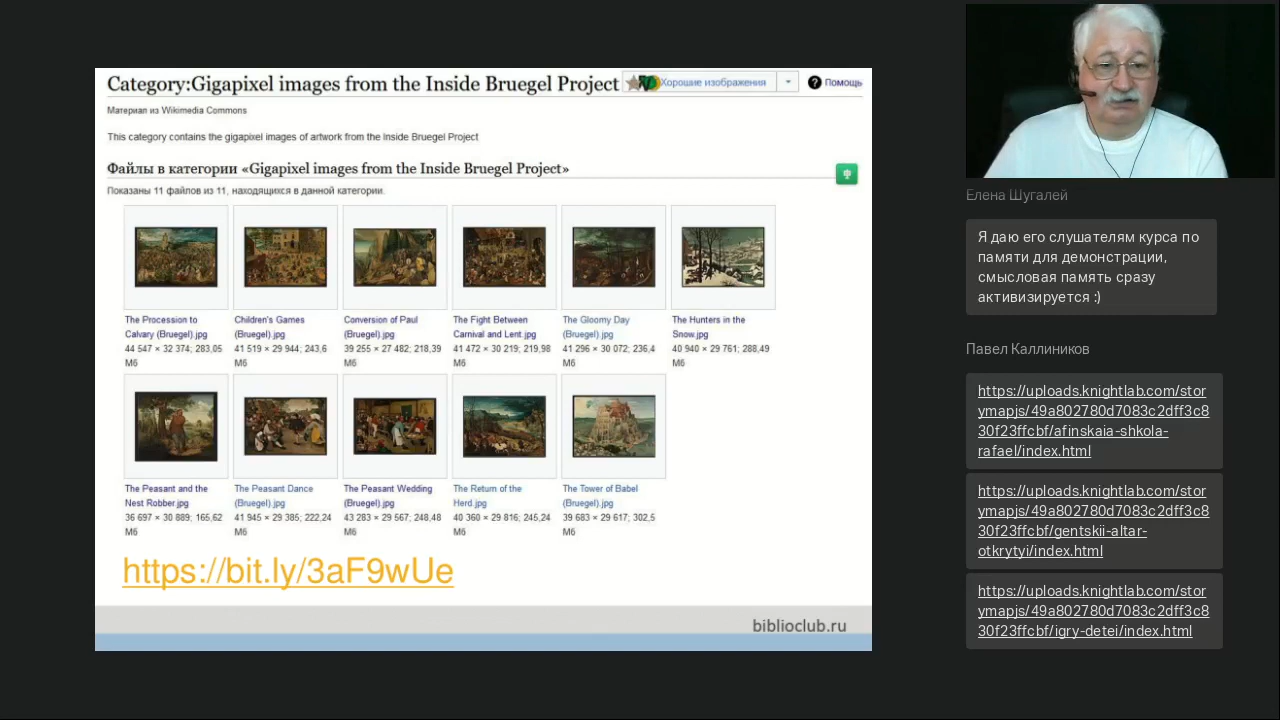 Category:Gigapixel images from the Inside Bruegel Project
Хорошие изображения
Помощь
Материал из Wikimedia Commons
This category contains the gigapixel images of artwork from the Inside Bruegel Project
Файлы в категории «Gigapixel images from the Inside Bruegel Project»
Показаны 11 файлов из 11, находящихся в данной категории.
The Procession to
Calvary (Bruegel).jpg
44 547 × 32 374; 283,05
Мб
Children's Games
(Bruegel).jpg
41 519 × 29 944; 243,6
Мб
Conversion of Paul
(Bruegel).jpg
39 255 × 27 482; 218,39
Мб
The Fight Between
Carnival and Lent.jpg
41 472 × 30 219; 219,98
Мб
The Gloomy Day
(Bruegel).jpg
41 296 × 30 072; 236,4
Мб
The Hunters in the
Snow.jpg
40 940 × 29 761; 288,49
Мб
The Peasant and the
Nest Robber.jpg
36 697 × 30 889; 165,62
Мб
The Peasant Dance
(Bruegel).jpg
41 945 × 29 385; 222,24
Мб
The Peasant Wedding
(Bruegel).jpg
43 283 × 29 567; 248,48
Мб
The Return of the
Herd.jpg
40 360 × 29 816; 245,24
Мб
The Tower of Babel
(Bruegel).jpg
39 683 × 29 617; 302,5
Мб
https://bit.ly/3aF9wUe
biblioclub.ru
Елена Шугалей
Я даю его слушателям курса по
памяти для демонстрации,
смысловая память сразу
активизируется :)
Павел Каллиников
https://uploads.knightlab.com/stor
ymapjs/49a802780d7083c2dff3c8
30f23ffcbf/afinskaia-shkola-
rafael/index.html
https://uploads.knightlab.com/stor
ymapjs/49a802780d7083c2dff3c8
30f23ffcbf/gentskii-altar-
otkrytyi/index.html
https://uploads.knightlab.com/stor
ymapjs/49a802780d7083c2dff3c8
30f23ffcbf/igry-detei/index.html